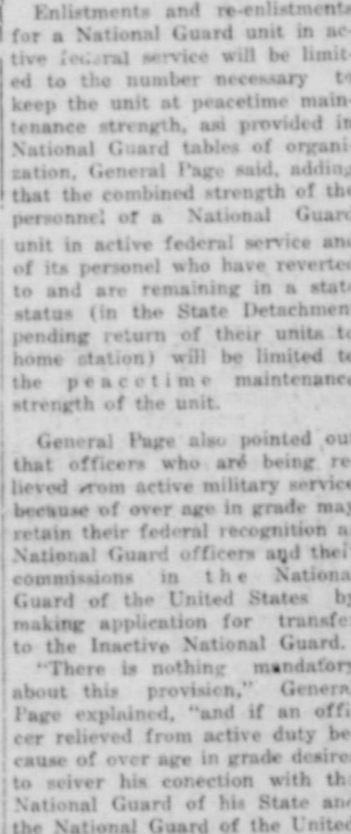 Enlistments and re-enlistments
for a National Guard unit in ac-
tive federal service will be limit-
ed to the number necessary to
keep the unit at peacetime main-
tenance strength, asi provided in
National Guard tables of organi-
zation, General Page said, adding
that the combined strength of the
personnel of a National Guard
unit in active federal service and
of its personel who have reverted
to and are remaining in a state
status (in the State Detachment
pending return of their units to
home station) will be limited to
the peacetime maintenance
strength of the unit.
General Page also pointed out
that officers who are being re-
lieved from active military service
because of over age in grade may
retain their federal recognition as
National Guard officers and their
commissions in the National
Guard of the United States by
making application for transfer
to the Inactive National Guard.
"There is nothing mandatory
about this provision," General
Page explained, "and if an offi-
cer relieved from active duty be-
cause of over age in grade desires
to seiver his conection with the
National Guard of his State and
the National Guard of the United